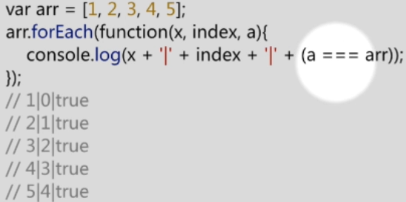 var arr = [1, 2, 3, 4, 5];
arr.forEach(function(x, index, a){
console.log(x + '|' + index + '|' + (a === arr));
});
// 1|0|true
// 2|1|true
// 3|2|true
// 4|3|true
// 5|4|true